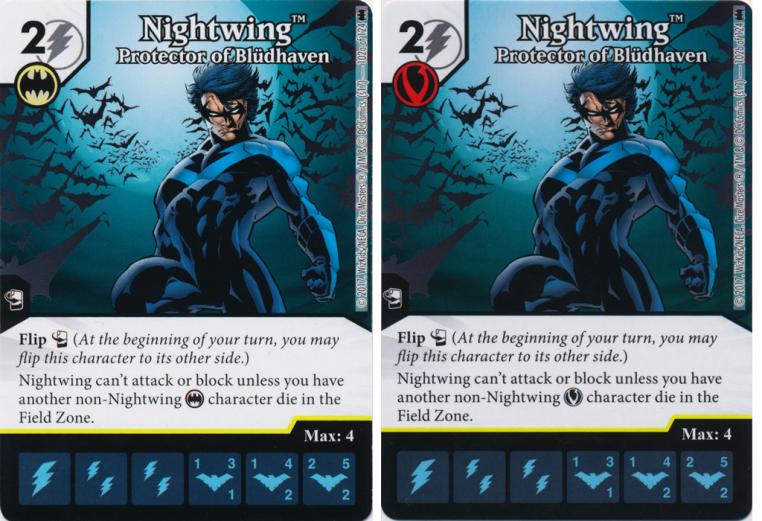 2
Nightwing™
Protector of Blüdhaven
Flip (At the beginning of your turn, you may
flip this character to its other side.)
Nightwing can't attack or block unless you have
another non-Nightwing character die in the
Field Zone.
Max: 4
1 3
1
1 4
2
2 5
2
2
Nightwing™
Protector of Blüdhaven
Flip (At the beginning of your turn, you may
flip this character to its other side.)
Nightwing can't attack or block unless you have
another non-Nightwing character die in the
Field Zone.
Max: 4
1 3
1
1 4
2
2 5
2